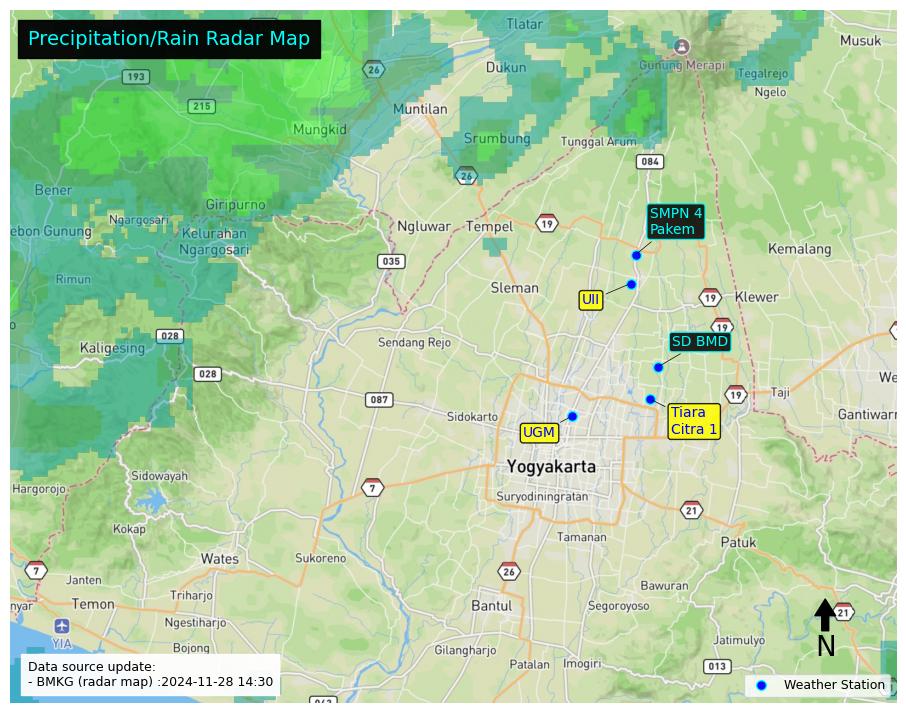 Precipitation/Rain Radar Map
Tlatar
Musuk
26
193
Dukun
Gunung Merapi
Tegalrejo
Ngelo
215
Muntilan
Mungkid
Srumbung
Tunggal Arum
084
26
Bener
Giripurno
Ngargosari
SMPN 4
Pakem
ebon Gunung
Kelurahan
Ngargosari
Ngluwar
Tempel
19
Kemalang
035
Rimun
Sleman
UII
19
Klewer
19
028
Kaligesing
Sendang Rejo
SD BMD
028
087
19
Taji
We
Sidokarto
Tiara
Citra 1
Gantiwarn
UGM
Yogyakarta
Sidowayah
Hargorojo
7
Suryodiningratan
21
Kokap
Tamanan
Patuk
Wates
Sukoreno
7
26
Janten
Bawuran
Triharjo
nyar
Temon
Bantul
Segoroyoso
21
Ngestiharjo
YIA
Jatimulyo
N
Bojong
Gilangharjo
Patalan
Imogiri
013
Data source update:
- BMKG (radar map) :2024-11-28 14:30
Weather Station